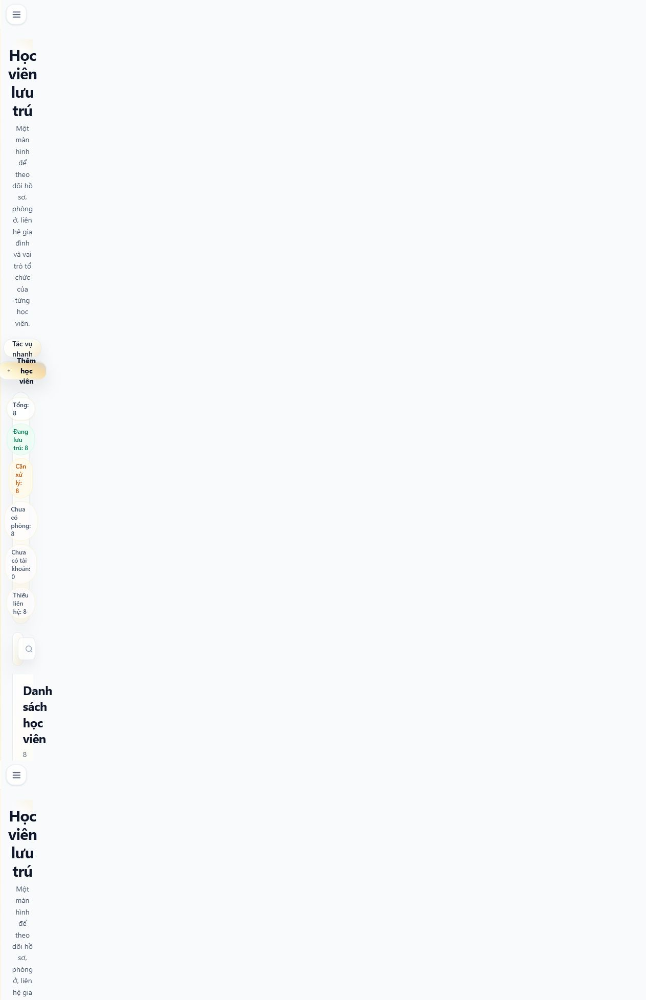 Học
viên
lưu
trú
Một
màn
hình
để
theo
dõi hồ
sơ,
phòng
ở, liên
hệ gia
đình
và vai
trò tổ
chức
của
từng
học
viên.
Tác vụ
nhanh
Thêm
+ học
viên
Tổng:
8
Đang
lưu
trú: 8
Cần
xử
lý:
8
Chưa
có
phòng:
8
Chưa
có tài
khoản:
0
Thiếu
liên
hệ: 8
Danh
sách
học
viên
8
Học
viên
lưu
trú
Một
màn
hình
để
theo
dõi hồ
sơ,
phòng
ở, liên
hệ gia